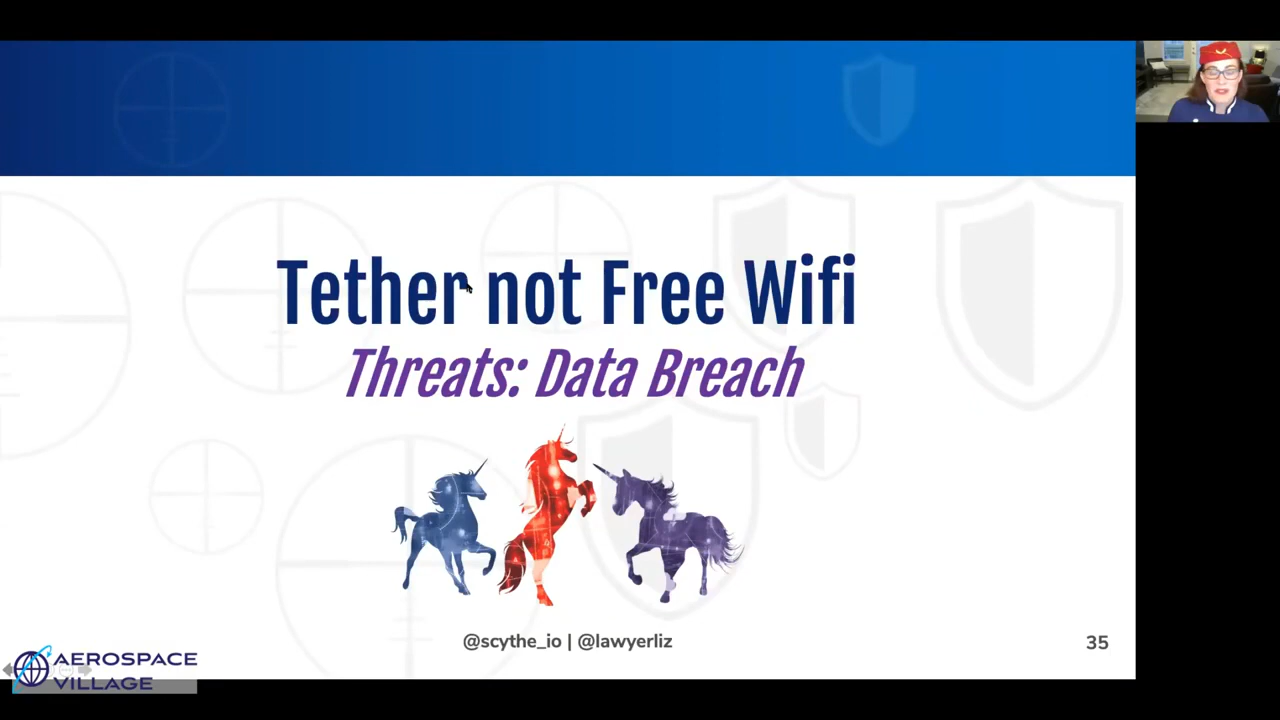 Tether not Free Wifi
Threats: Data Breach
@scythe_io | @lawyerliz
35
AEROSPACE
VILLAGE